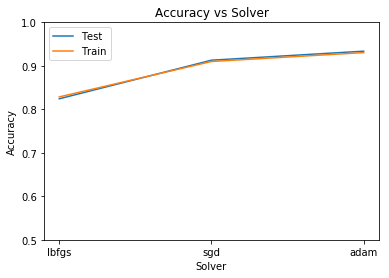 Accuracy vs Solver
Test
Train
Accuracy
1.0
0.9
0.8
0.7
0.6
0.5
lbfgs
sgd
adam
Solver